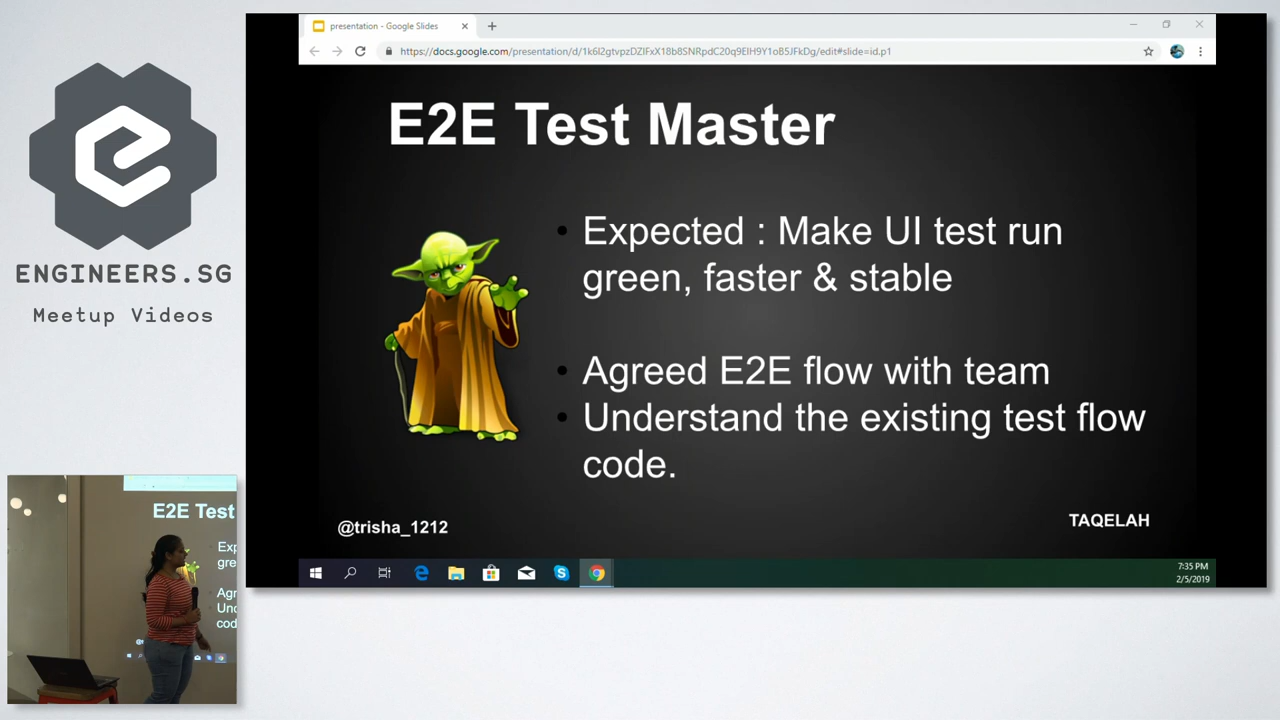 presentation - Google Slides
https://docs.google.com/presentation/d/1k6l2gtvpzDZIFxX18b8SNRpdC20q9EIH9Y1oB5JFkDg/edit#slide=id.p1
E2E Test Master
• Expected : Make UI test run
green, faster & stable
• Agreed E2E flow with team
• Understand the existing test flow
code.
@trisha_1212
TAQELAH
7:35 PM
2/5/2019
ENGINEERS.SG
Meetup Videos
E2E Test
Exp
gre
Agr
Und
cod